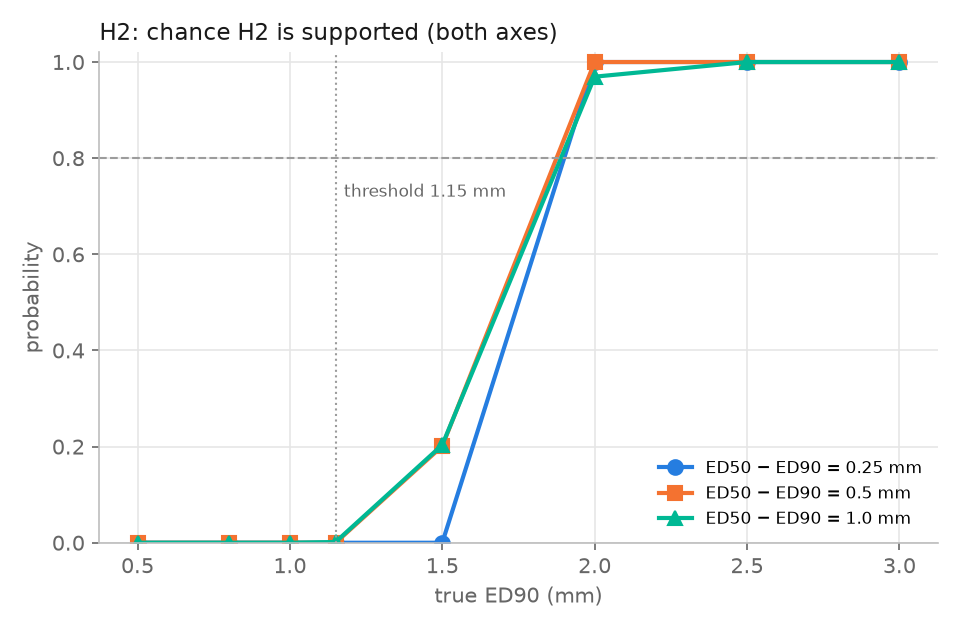 H2: chance H2 is supported (both axes)
probability
1.0
0.8
0.6
0.4
0.2
0.0
threshold 1.15 mm
ED50 − ED90 = 0.25 mm
ED50 − ED90 = 0.5 mm
ED50 − ED90 = 1.0 mm
0.5 1.0 1.5 2.0 2.5 3.0
true ED90 (mm)